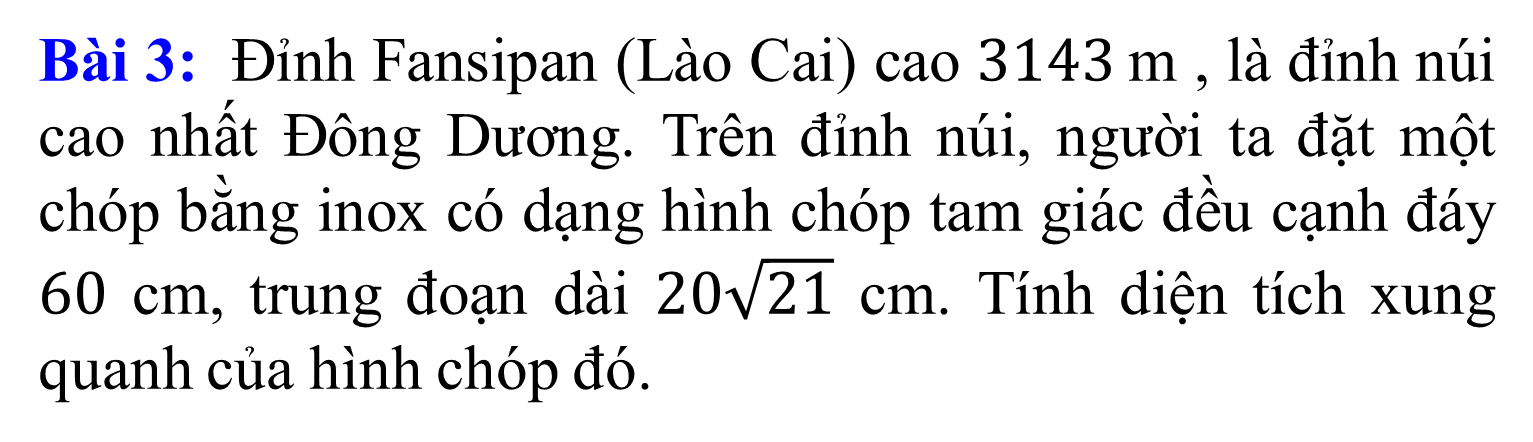 Bài 3: Đỉnh Fansipan (Lào Cai) cao 3143 m , là đỉnh núi
cao nhất Đông Dương. Trên đỉnh núi, người ta đặt một
chóp bằng inox có dạng hình chóp tam giác đều cạnh đáy
60 cm, trung đoạn dài 20√21 cm. Tính diện tích xung
quanh của hình chóp đó.